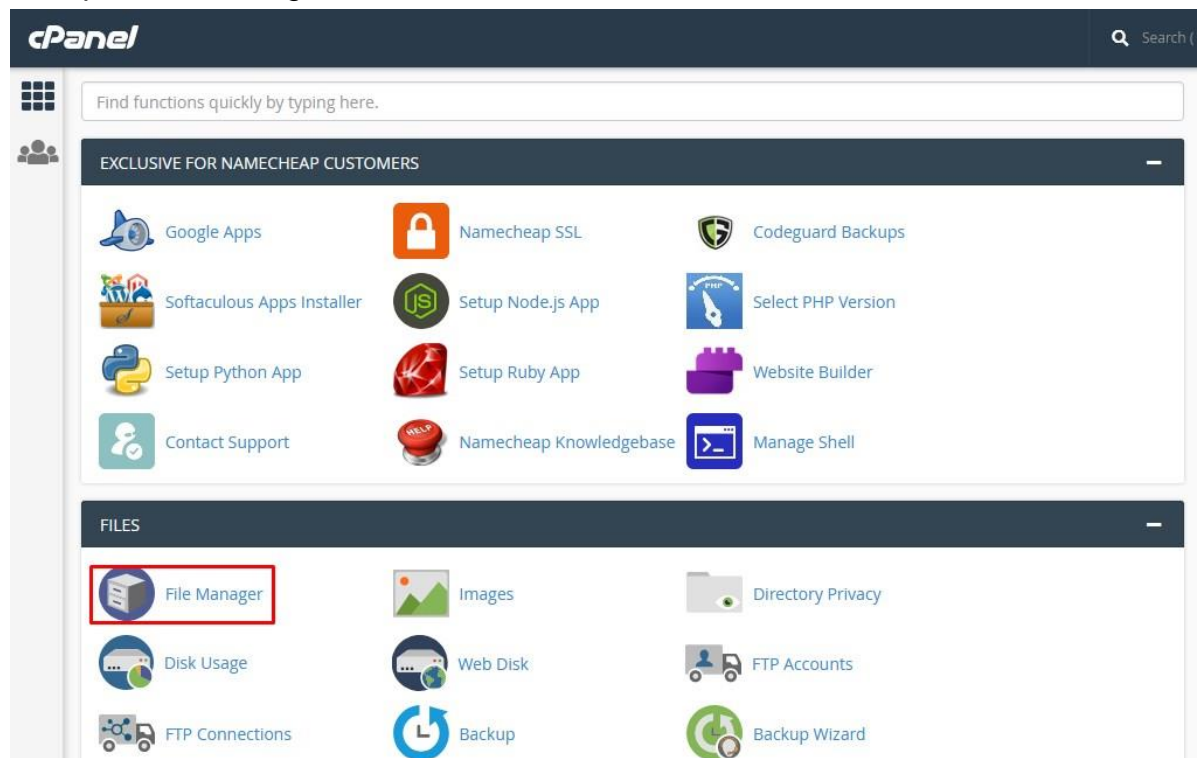 cPanel
Search (
Find functions quickly by typing here.
EXCLUSIVE FOR NAMECHEAP CUSTOMERS
Google Apps
Namecheap SSL
Codeguard Backups
Softaculous Apps Installer
JS
Setup Node.js App
PHP
Select PHP Version
Setup Python App
Setup Ruby App
Website Builder
Contact Support
HELP
Namecheap Knowledgebase
>_
Manage Shell
FILES
File Manager
Images
Directory Privacy
Disk Usage
Web Disk
FTP Accounts
FTP Connections
Backup
Backup Wizard